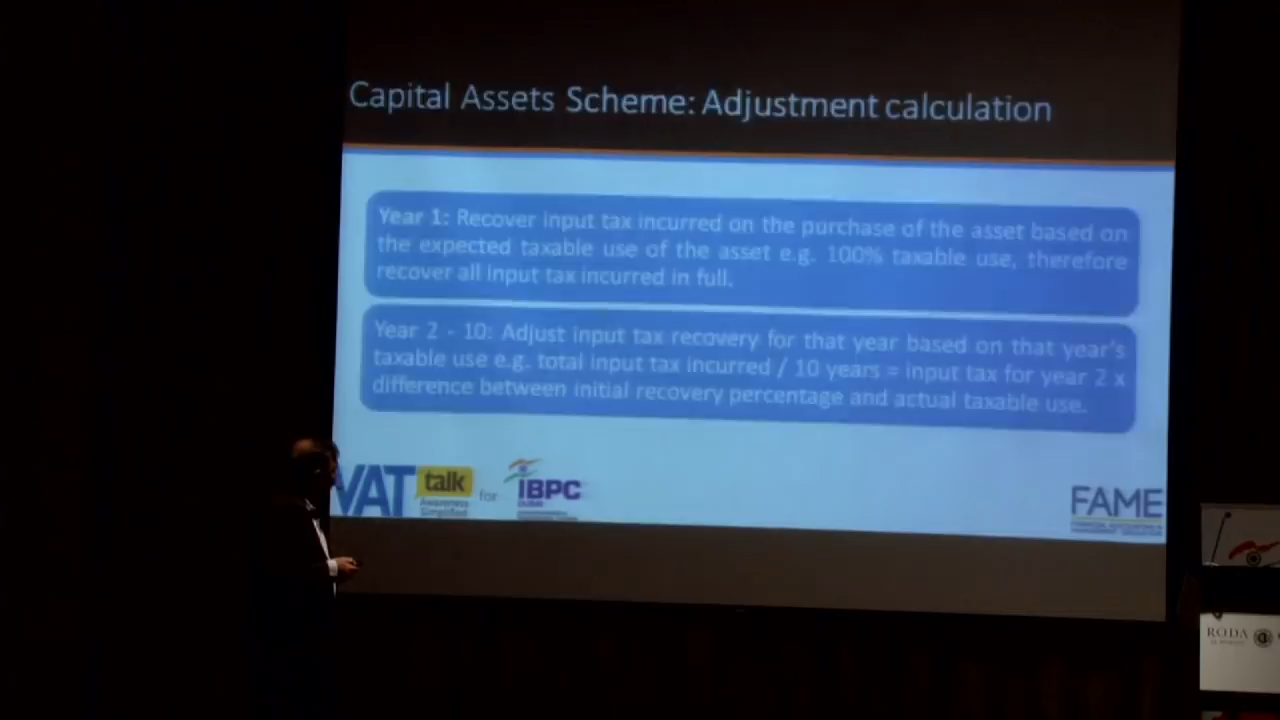 Capital Assets Scheme: Adjustment calculation
Year 1: Recover input tax incurred on the purchase of the asset based on
the expected taxable use of the asset e.g. 100% taxable use, therefore
recover all input tax incurred in full.
Year 2 - 10: Adjust input tax recovery for that year based on that year's
taxable use e.g. total input tax incurred / 10 years = input tax for year 2 x
difference between initial recovery percentage and actual taxable use.
VAT talk
Awareness
Simplified
for
IBPC
DUBAI
FAME
RODA